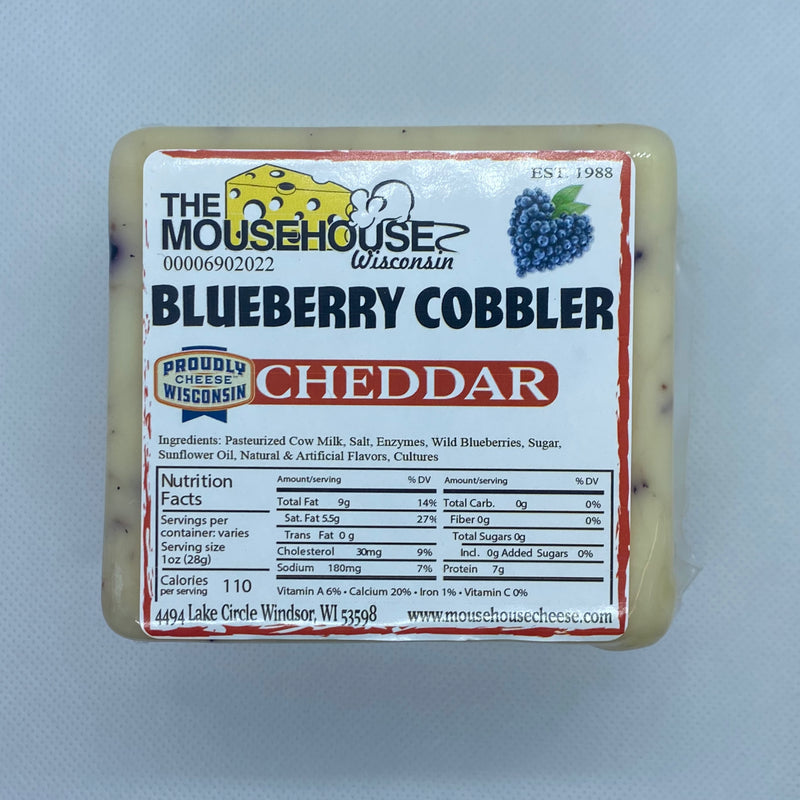 EST. 1988
THE
MOUSEHOUSE
Wisconsin
00006902022
BLUEBERRY COBBLER
PROUDLY
CHEESE™
WISCONSIN
CHEDDAR
Ingredients: Pasteurized Cow Milk, Salt, Enzymes, Wild Blueberries, Sugar,
Sunflower Oil, Natural & Artificial Flavors, Cultures
Nutrition
Facts
Servings per
container: varies
Serving size
1oz (28g)
Calories
per serving 110
Amount/serving % DV
Total Fat 9g 14%
Sat. Fat 5.5g 27%
Trans Fat 0 g
Cholesterol 30mg 9%
Sodium 180mg 7%
Amount/serving % DV
Total Carb. 0g 0%
Fiber 0g 0%
Total Sugars 0g
Incl. 0g Added Sugars 0%
Protein 7g
Vitamin A 6% • Calcium 20% • Iron 1% • Vitamin C 0%
4494 Lake Circle Windsor, WI 53598 www.mousehousecheese.com